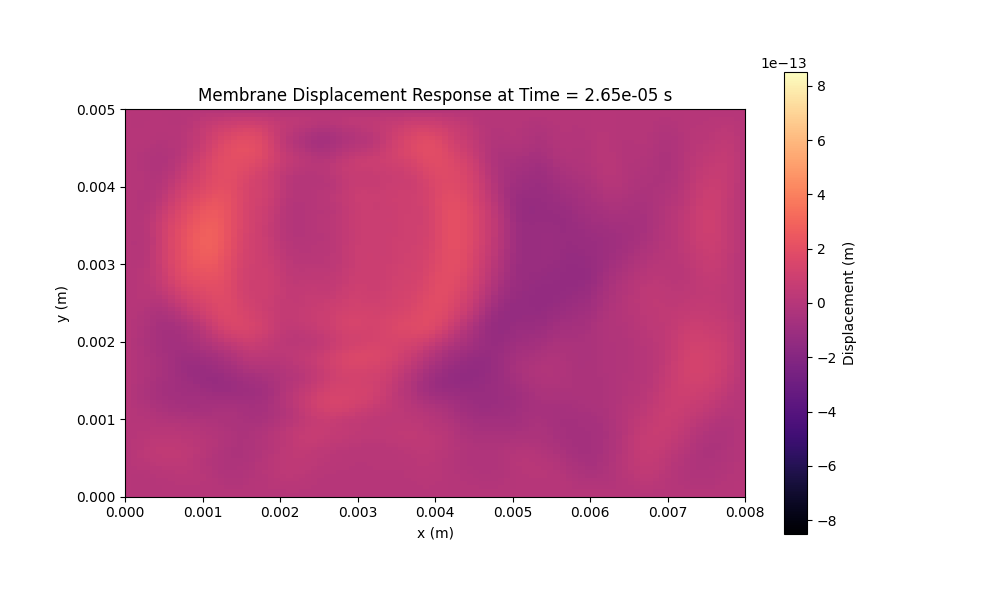 1e−13
Membrane Displacement Response at Time = 2.65e-05 s
0.005
0.004
0.003
0.002
0.001
0.000
y (m)
0.000 0.001 0.002 0.003 0.004 0.005 0.006 0.007 0.008
x (m)
8
6
4
2
0
−2
−4
−6
−8
Displacement (m)